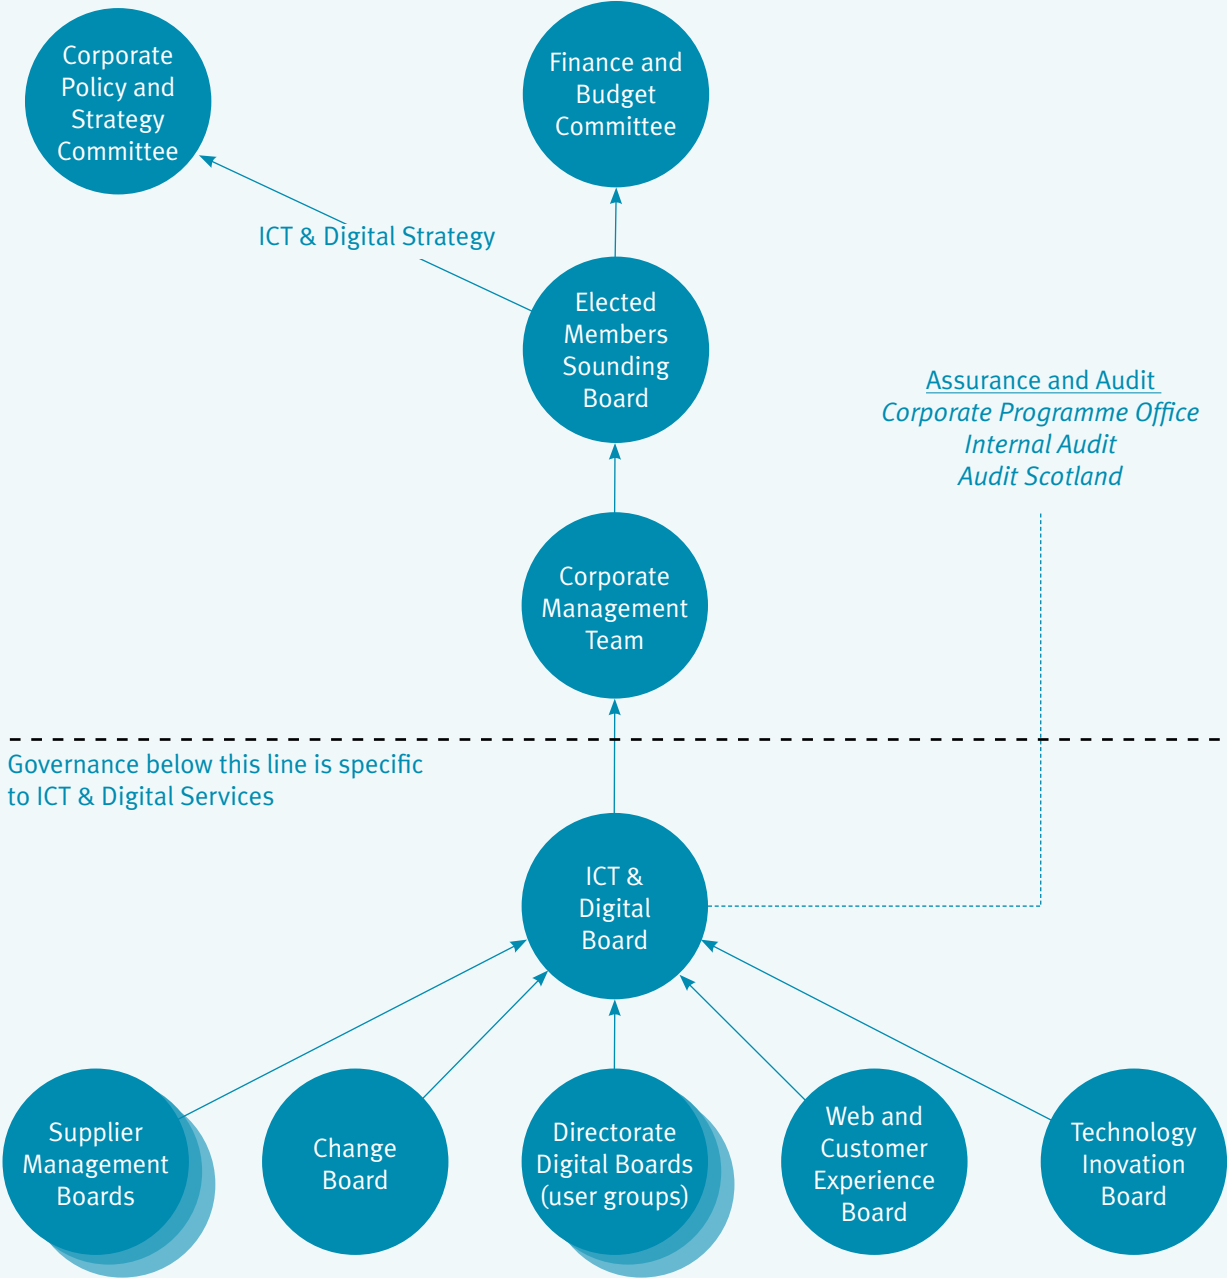 Corporate
Policy and
Strategy
Committee
Finance and
Budget
Committee
ICT & Digital Strategy
Elected
Members
Sounding
Board
Assurance and Audit
Corporate Programme Office
Internal Audit
Audit Scotland
Corporate
Management
Team
Governance below this line is specific
to ICT & Digital Services
ICT &
Digital
Board
Supplier
Management
Boards
Change
Board
Directorate
Digital Boards
(user groups)
Web and
Customer
Experience
Board
Technology
Inovation
Board